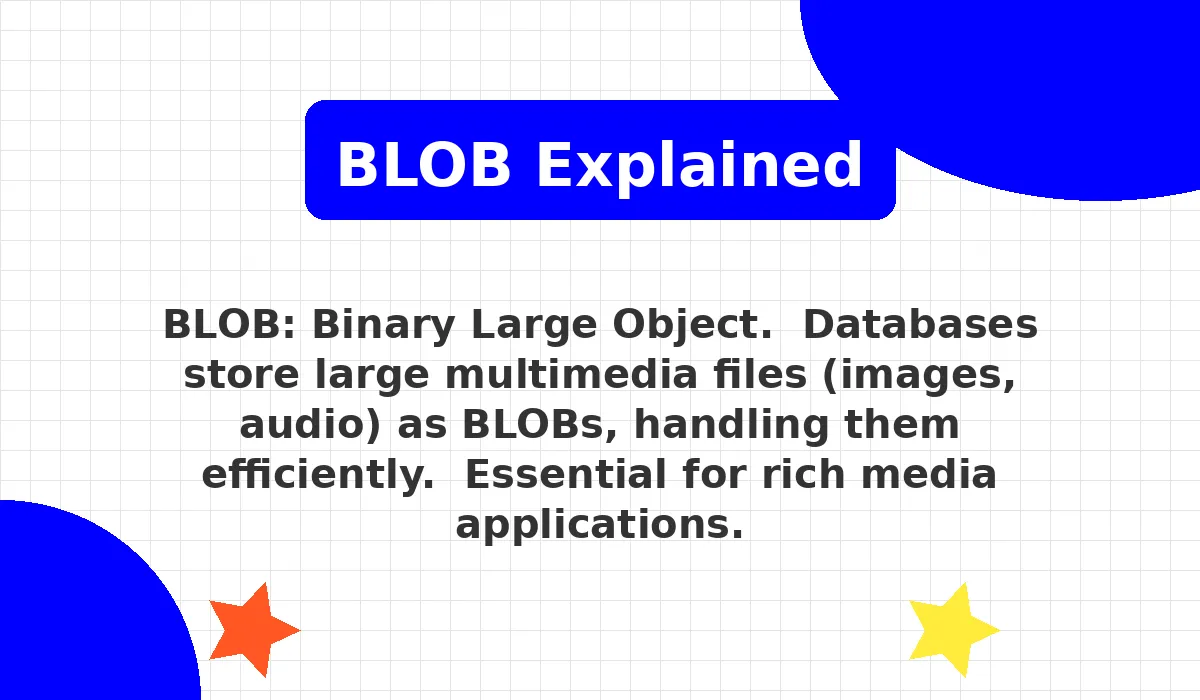 BLOB Explained
BLOB: Binary Large Object.  Databases
store large multimedia files (images,
audio) as BLOBs, handling them
efficiently.  Essential for rich media
applications.